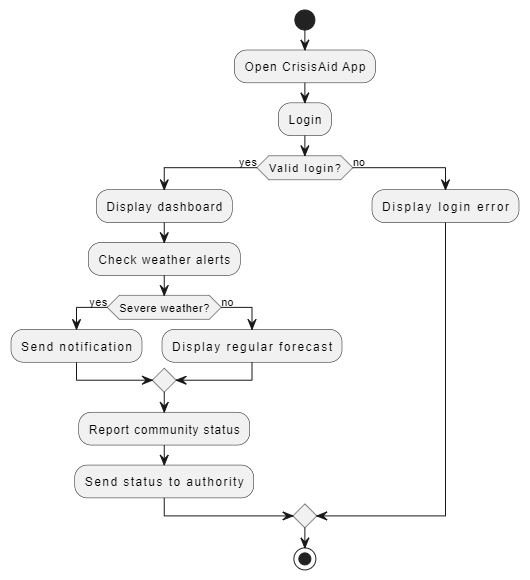 Open CrisisAid App
Login
Valid login?
yes
no
Display dashboard
Display login error
Check weather alerts
Severe weather?
yes
no
Send notification
Display regular forecast
Report community status
Send status to authority